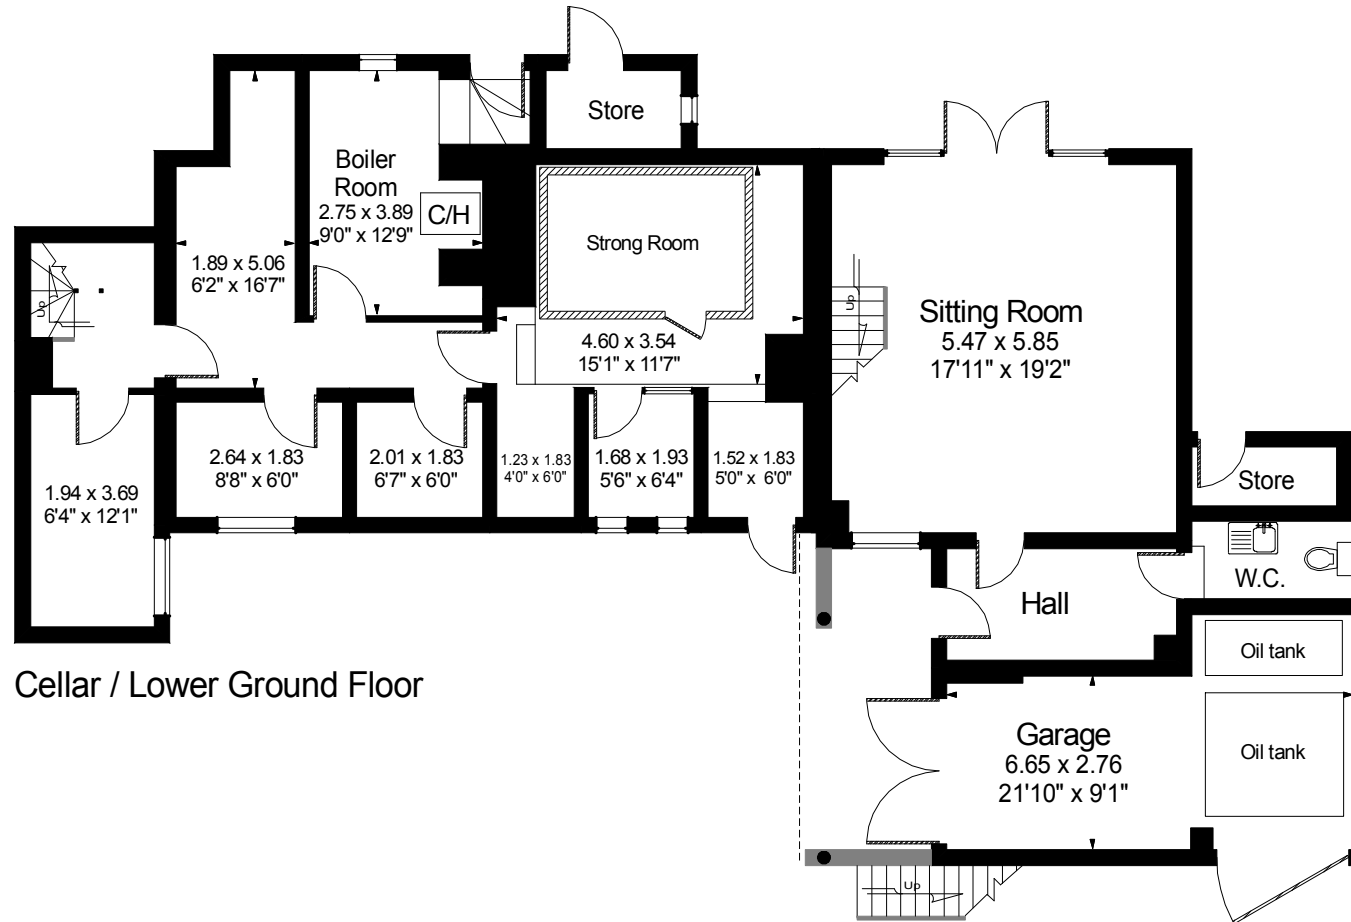 Store
Boiler
Room
2.75 x 3.89
9'0" x 12'9"
C/H
Strong Room
1.89 x 5.06
6'2" x 16'7"
Up
4.60 x 3.54
15'1" x 11'7"
Up
Sitting Room
5.47 x 5.85
17'11" x 19'2"
2.64 x 1.83
8'8" x 6'0"
2.01 x 1.83
6'7" x 6'0"
1.23 x 1.83
4'0" x 6'0"
1.68 x 1.93
5'6" x 6'4"
1.52 x 1.83
5'0" x 6'0"
1.94 x 3.69
6'4" x 12'1"
Store
W.C.
Hall
Oil tank
Cellar / Lower Ground Floor
Garage
6.65 x 2.76
21'10" x 9'1"
Oil tank
Up